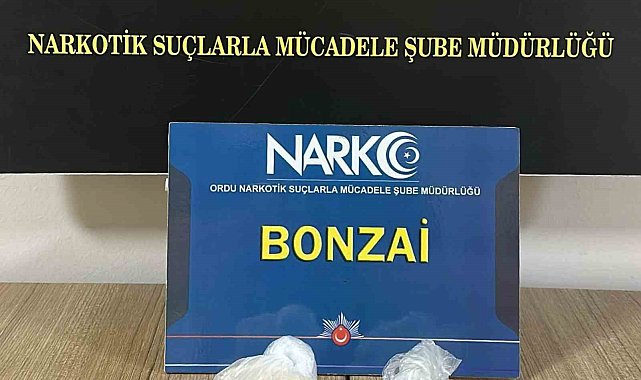 NARKOTİK SUÇLARLA MÜCADELE ŞUBE MÜDÜRLÜĞÜ
NARKO
ORDU NARKOTİK SUÇLARLA MÜCADELE ŞUBE MÜDÜRLÜĞÜ
BONZAİ